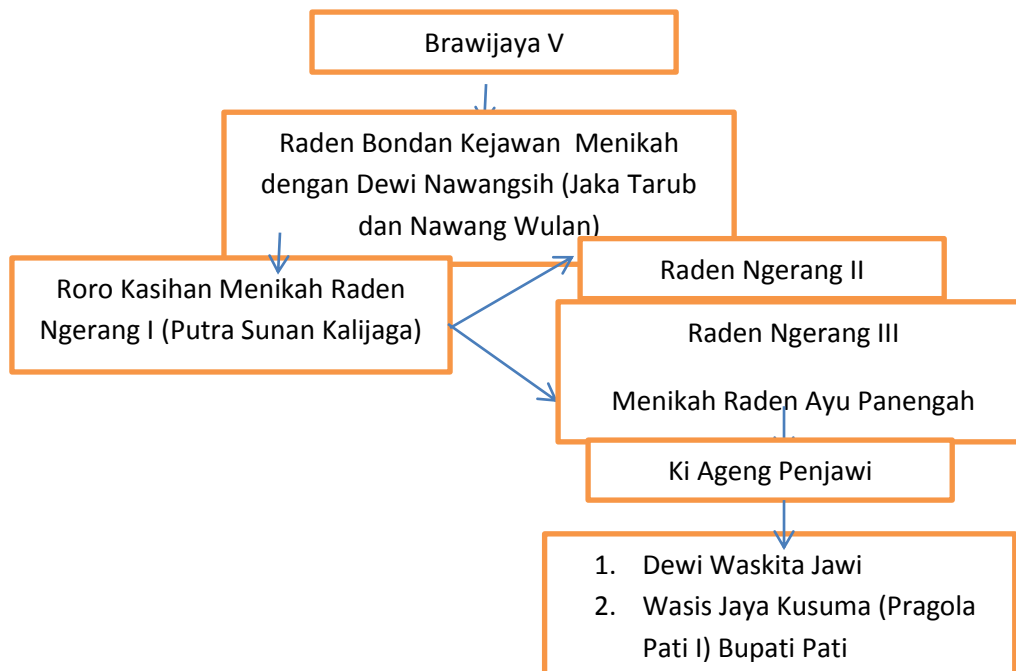 Brawijaya V
Raden Bondan Kejawan Menikah
dengan Dewi Nawangsih (Jaka Tarub
dan Nawang Wulan)
Roro Kasihan Menikah Raden
Ngerang I (Putra Sunan Kalijaga)
Raden Ngerang II
Raden Ngerang III
Menikah Raden Ayu Panengah
Ki Ageng Penjawi
1. Dewi Waskita Jawi
2. Wasis Jaya Kusuma (Pragola
Pati I) Bupati Pati